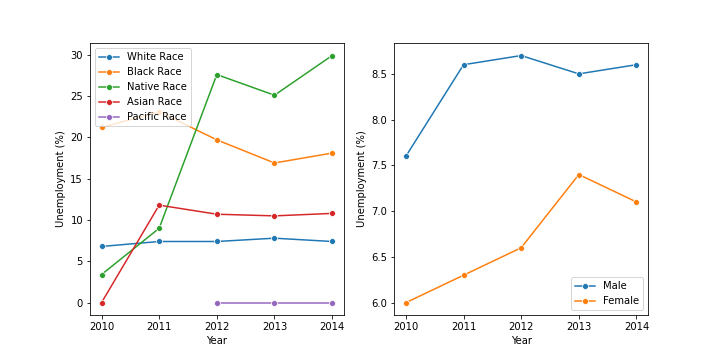 30
25
20
15
10
5
0
Unemployment (%)
2010 2011 2012 2013 2014
Year
White Race
Black Race
Native Race
Asian Race
Pacific Race
8.5
8.0
7.5
7.0
6.5
6.0
Unemployment (%)
2010 2011 2012 2013 2014
Year
Male
Female